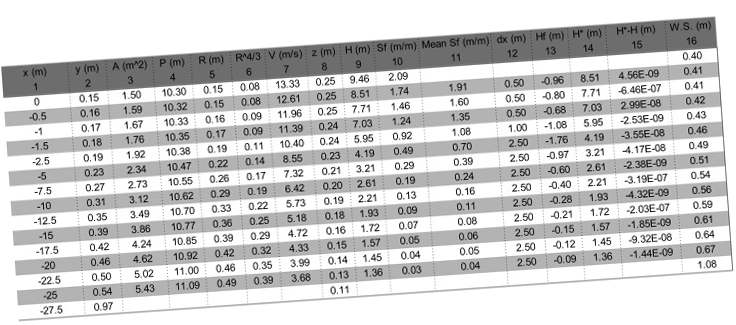 x (m) y (m) A (m^2) P (m) R (m) R^4/3 V (m/s) z (m) H (m) Sf (m/m) Mean Sf (m/m) dx (m) Hf (m) H* (m) H*-H (m) W.S. (m)
1 2 3 4 5 6 7 8 9 10 11 12 13 14 15 16
0 0.15 1.50 10.30 0.15 0.08 13.33 0.25 9.46 2.09 0.40
-0.5 0.16 1.59 10.32 0.15 0.08 12.61 0.25 8.51 1.74 1.91 0.50 -0.96 8.51 4.56E-09 0.41
-1 0.17 1.67 10.33 0.16 0.09 11.96 0.25 7.71 1.46 1.60 0.50 -0.80 7.71 -6.46E-07 0.41
-1.5 0.18 1.76 10.35 0.17 0.09 11.39 0.24 7.03 1.24 1.35 0.50 -0.68 7.03 2.99E-08 0.42
-2.5 0.19 1.92 10.38 0.19 0.11 10.40 0.24 5.95 0.92 1.08 1.00 -1.08 5.95 -2.53E-09 0.43
-5 0.23 2.34 10.47 0.22 0.14 8.55 0.23 4.19 0.49 0.70 2.50 -1.76 4.19 -3.55E-08 0.46
-7.5 0.27 2.73 10.55 0.26 0.17 7.32 0.21 3.21 0.29 0.39 2.50 -0.97 3.21 -4.17E-08 0.49
-10 0.31 3.12 10.62 0.29 0.19 6.42 0.20 2.61 0.19 0.24 2.50 -0.60 2.61 -2.38E-09 0.51
-12.5 0.35 3.49 10.70 0.33 0.22 5.73 0.19 2.21 0.13 0.16 2.50 -0.40 2.21 -3.19E-07 0.54
-15 0.39 3.86 10.77 0.36 0.25 5.18 0.18 1.93 0.09 0.11 2.50 -0.28 1.93 -4.32E-09 0.56
-17.5 0.42 4.24 10.85 0.39 0.29 4.72 0.16 1.72 0.07 0.08 2.50 -0.21 1.72 -2.03E-07 0.59
-20 0.46 4.62 10.92 0.42 0.32 4.33 0.15 1.57 0.05 0.06 2.50 -0.15 1.57 -1.85E-09 0.61
-22.5 0.50 5.02 11.00 0.46 0.35 3.99 0.14 1.45 0.04 0.05 2.50 -0.12 1.45 -9.32E-08 0.64
-25 0.54 5.43 11.09 0.49 0.39 3.68 0.13 1.36 0.03 0.04 2.50 -0.09 1.36 -1.44E-09 0.67
-27.5 0.97 0.11 1.08